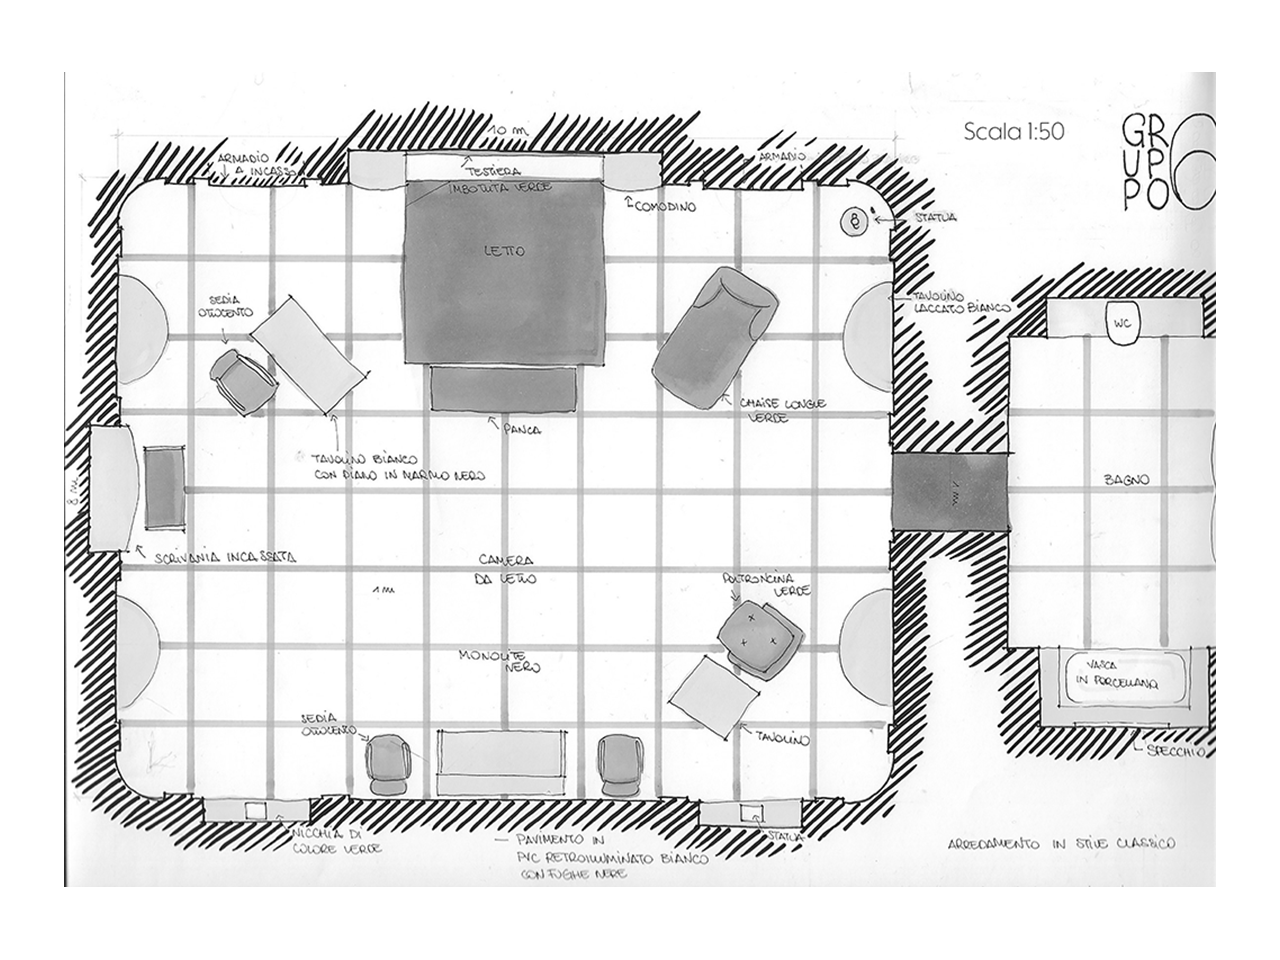 10 m
Scala 1:50
GR
UP
PO
6
ARMADIO
A INCASSO
ARMADIO
TESTIERA
IMBOTTITA VERDE
COMODINO
STATUA
LETTO
SEDIA
OTTOCENTO
TAVOLINO
LACCATO BIANCO
WC
CHAISE LONGUE
VERDE
PANCA
TAVOLINO BIANCO
CON PIANO IN MARMO NERO
8 m
1 m
BAGNO
SCRIVANIA INCASSATA
CAMERA
DA LETTO
1 m
POLTRONCINA
VERDE
MONOLITE
NERO
VASCA
IN PORCELLANA
SEDIA
OTTOCENTO
TAVOLINO
SPECCHIO
NICCHIA DI
COLORE VERDE
STATUA
— PAVIMENTO IN
PVC RETROILLUMINATO BIANCO
CON FUGHE NERE
ARREDAMENTO IN STILE CLASSICO